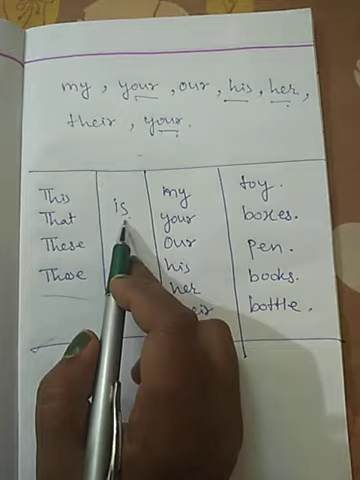 my, your, our, his, her,
their, your.
This is my toy.
That your boxes.
These our pen.
Those his books.
her bottle.